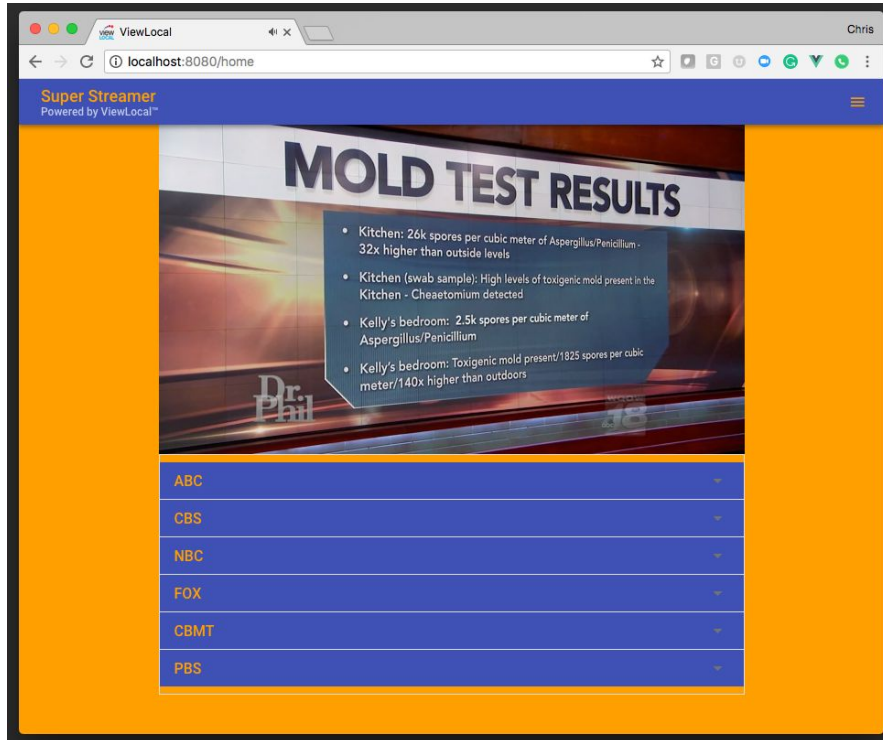 view
LOCAL
ViewLocal
Chris
localhost:8080/home
Super Streamer
Powered by ViewLocal™
MOLD TEST RESULTS
• Kitchen: 26k spores per cubic meter of Aspergillus/Penicillium -
32x higher than outside levels
• Kitchen (swab sample): High levels of toxigenic mold present in the
Kitchen - Cheaetomium detected
• Kelly's bedroom: 2.5k spores per cubic meter of
Aspergillus/Penicillium
• Kelly's bedroom: Toxigenic mold present/1825 spores per cubic
meter/140x higher than outdoors
Dr.
Phil
18
ABC
CBS
NBC
FOX
CBMT
PBS